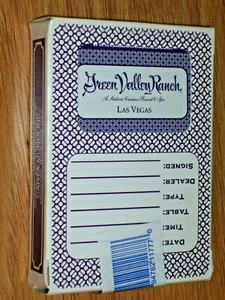 Green Valley Ranch
A Station Casinos Resort & Spa
LAS VEGAS
SIGNED:
DEALER:
TYPE:
TABLE:
TIME:
DATE: